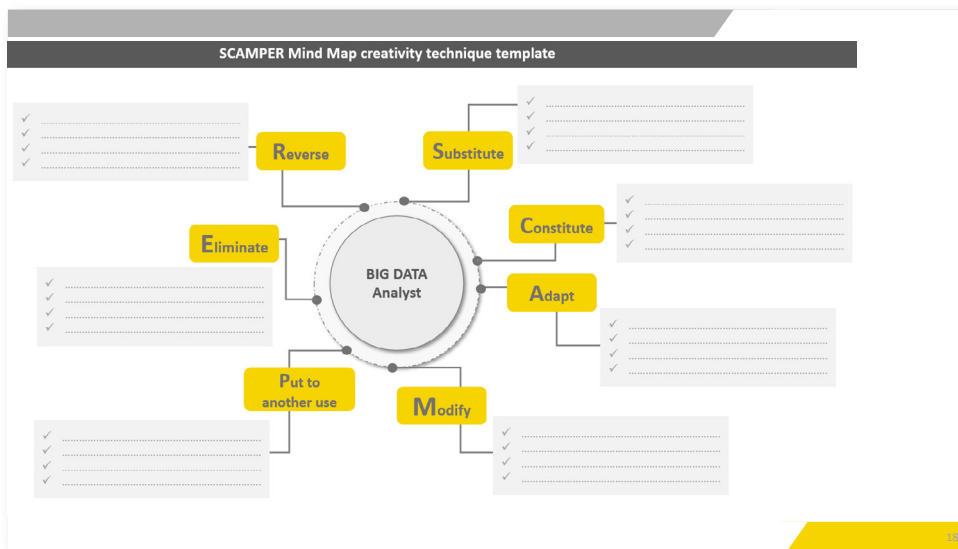 SCAMPER Mind Map creativity technique template
Reverse
Substitute
Constitute
Eliminate
BIG DATA
Analyst
Adapt
Put to
another use
Modify
18